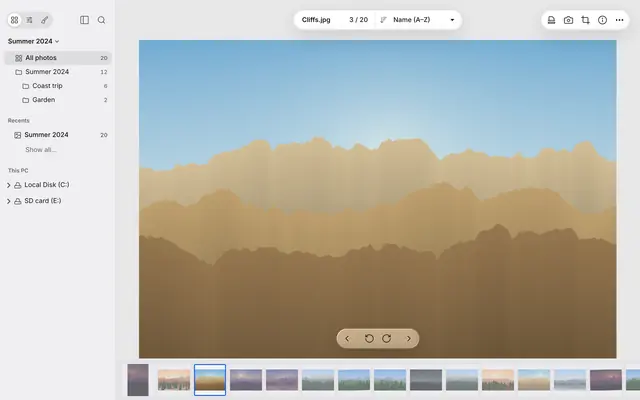 Summer 2024
All photos 20
Summer 2024 12
Coast trip 6
Garden 2
Recents
Summer 2024 20
Show all...
This PC
Local Disk (C:)
SD card (E:)
Cliffs.jpg 3 / 20 Name (A–Z)